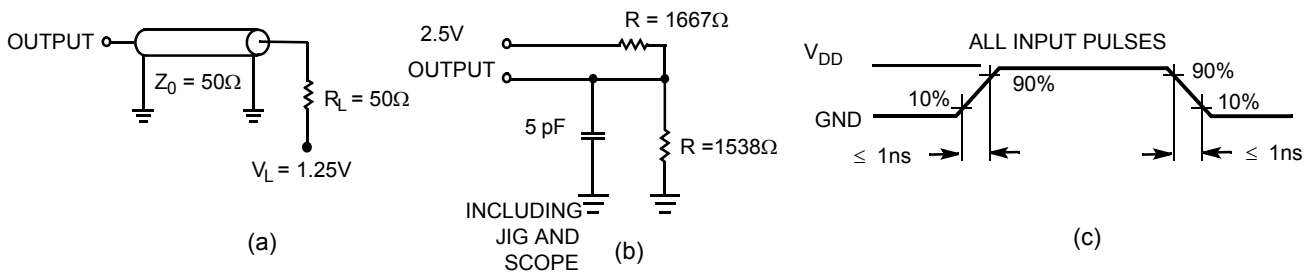 OUTPUT
Z0 = 50Ω
RL = 50Ω
VL = 1.25V
(a)
R = 1667Ω
2.5V
OUTPUT
5 pF
R =1538Ω
INCLUDING
JIG AND
SCOPE
(b)
ALL INPUT PULSES
VDD
GND
10%
90%
90%
10%
≤ 1ns
≤ 1ns
(c)